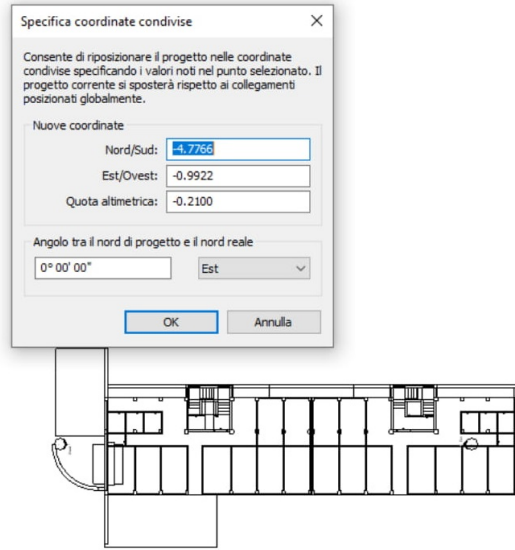 Specifica coordinate condivise
Consente di riposizionare il progetto nelle coordinate
condivise specificando i valori noti nel punto selezionato. Il
progetto corrente si sposterà rispetto ai collegamenti
posizionati globalmente.
Nuove coordinate
Nord/Sud: -4.7766
Est/Ovest: -0.9922
Quota altimetrica: -0.2100
Angolo tra il nord di progetto e il nord reale
0° 00' 00" Est
OK Annulla